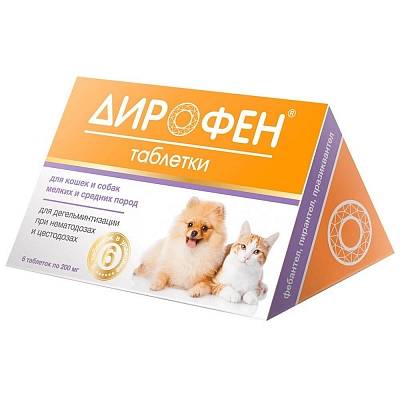 ДИРОФЕН®
таблетки
для кошек и собак
мелких и средних пород
для дегельминтизации
при нематодозах
и цестодозах
6
6 таблеток по 200 мг
фебантел, пирантел, празиквантел